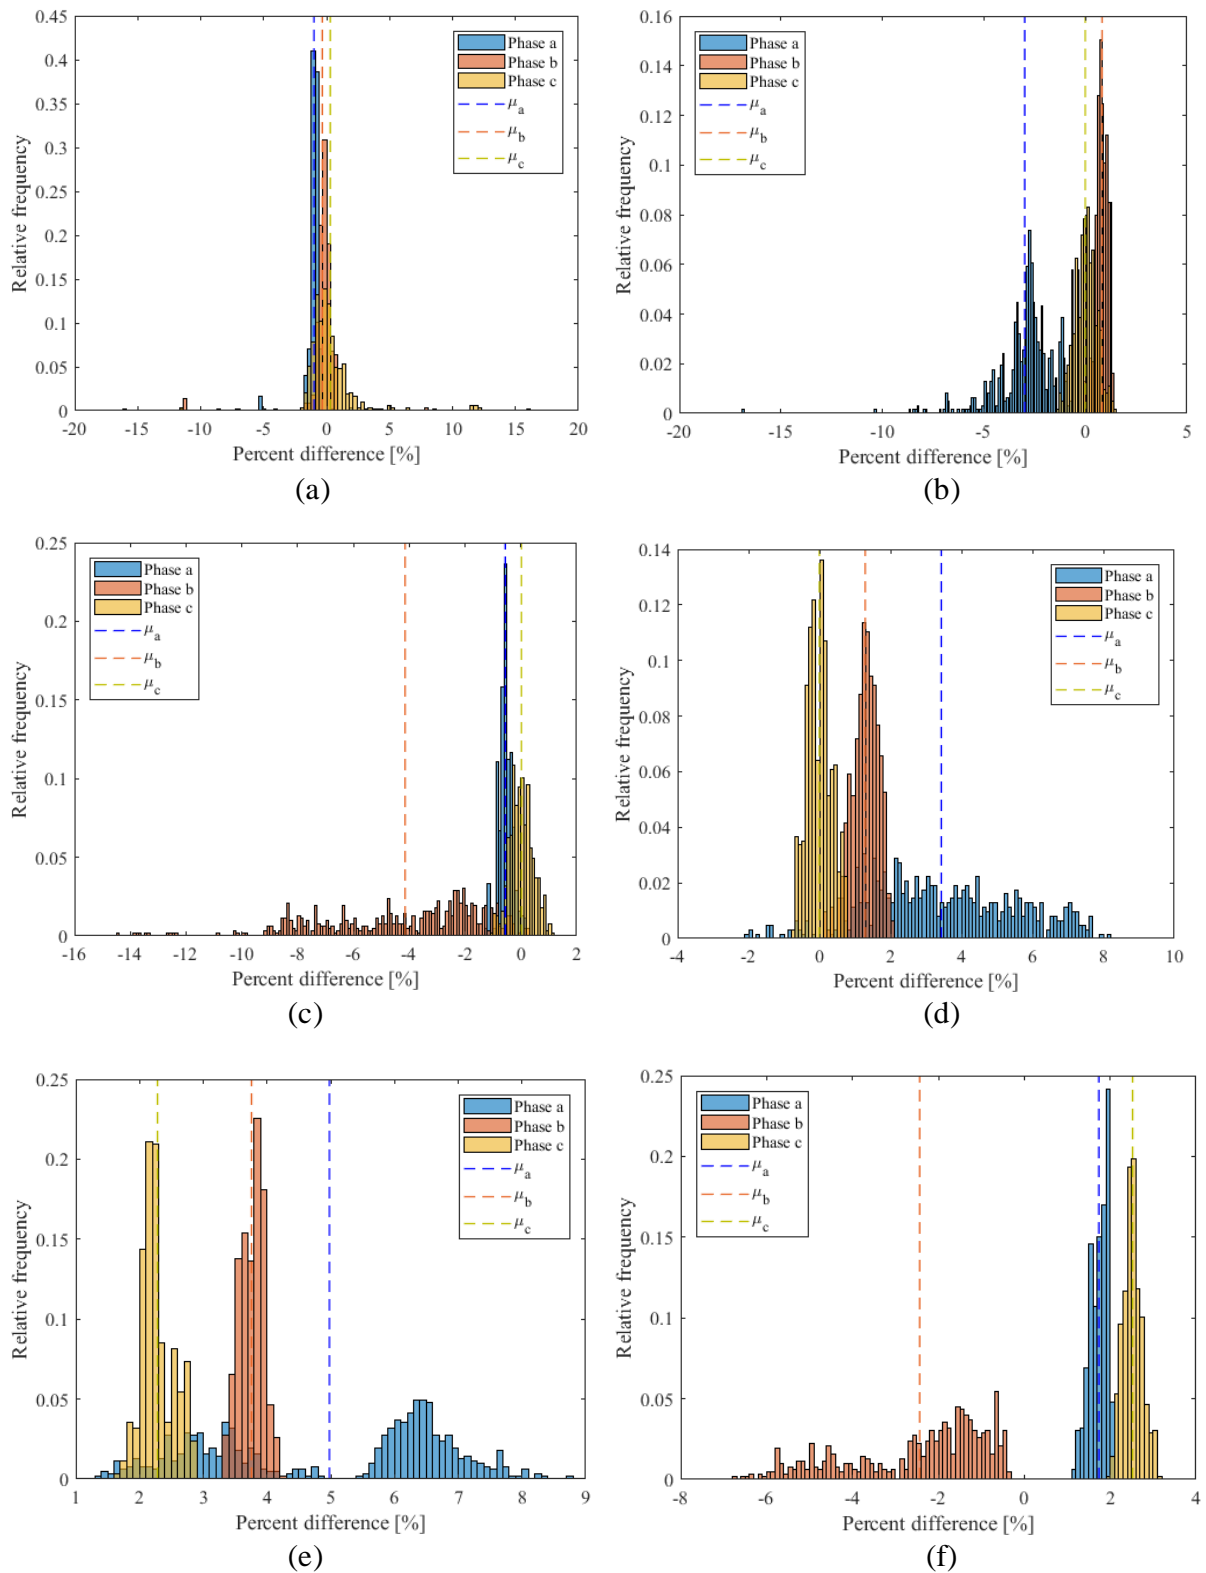 0.45
0.4
0.35
0.3
0.25
0.2
0.15
0.1
0.05
0
Relative frequency
Phase a
Phase b
Phase c
μa
μb
μc
-20 -15 -10 -5 0 5 10 15 20
Percent difference [%]
(a)
0.16
0.14
0.12
0.1
0.08
0.06
0.04
0.02
0
Relative frequency
Phase a
Phase b
Phase c
μa
μb
μc
-20 -15 -10 -5 0 5
Percent difference [%]
(b)
0.25
0.2
0.15
0.1
0.05
0
Relative frequency
Phase a
Phase b
Phase c
μa
μb
μc
-16 -14 -12 -10 -8 -6 -4 -2 0 2
Percent difference [%]
(c)
0.14
0.12
0.1
0.08
0.06
0.04
0.02
0
Relative frequency
Phase a
Phase b
Phase c
μa
μb
μc
-4 -2 0 2 4 6 8 10
Percent difference [%]
(d)
0.25
0.2
0.15
0.1
0.05
0
Relative frequency
Phase a
Phase b
Phase c
μa
μb
μc
1 2 3 4 5 6 7 8 9
Percent difference [%]
(e)
0.25
0.2
0.15
0.1
0.05
0
Relative frequency
Phase a
Phase b
Phase c
μa
μb
μc
-8 -6 -4 -2 0 2 4
Percent difference [%]
(f)